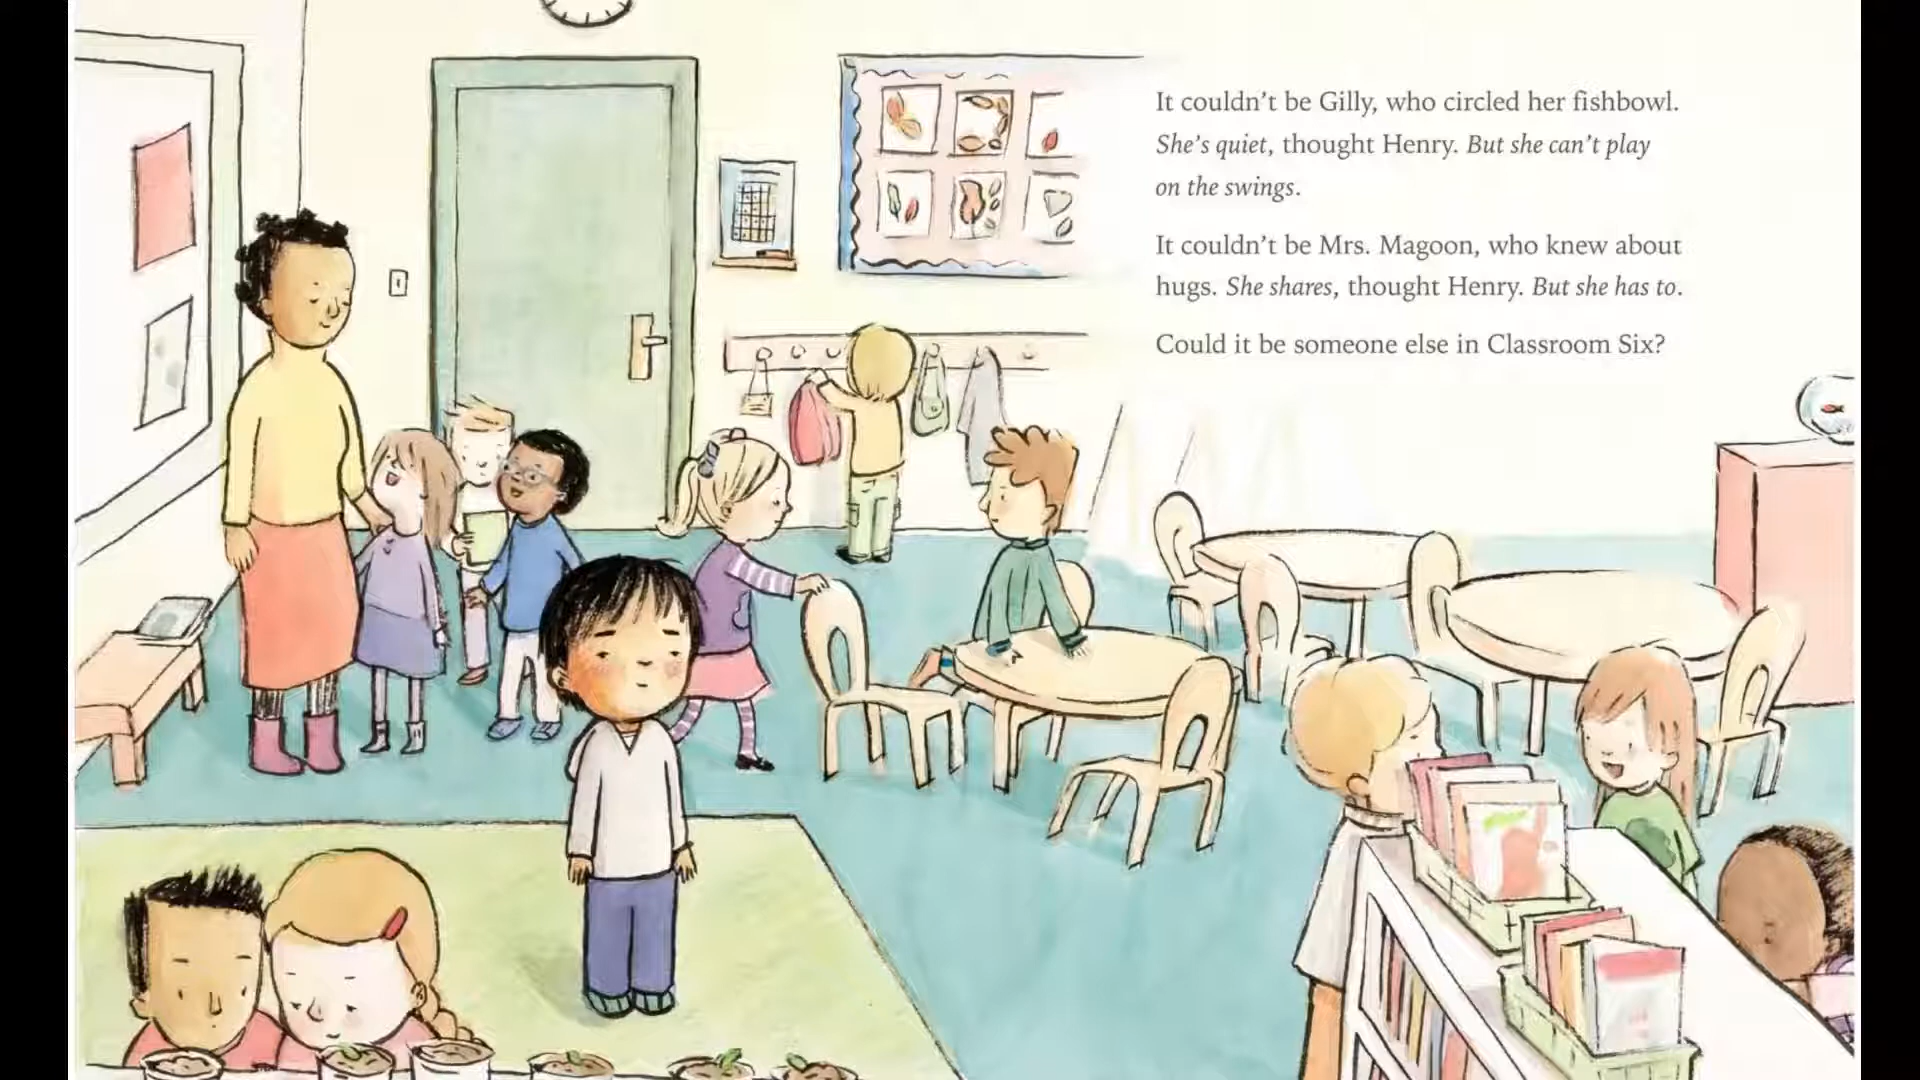 It couldn’t be Gilly, who circled her fishbowl.
She’s quiet, thought Henry. But she can’t play
on the swings.
It couldn’t be Mrs. Magoon, who knew about
hugs. She shares, thought Henry. But she has to.
Could it be someone else in Classroom Six?